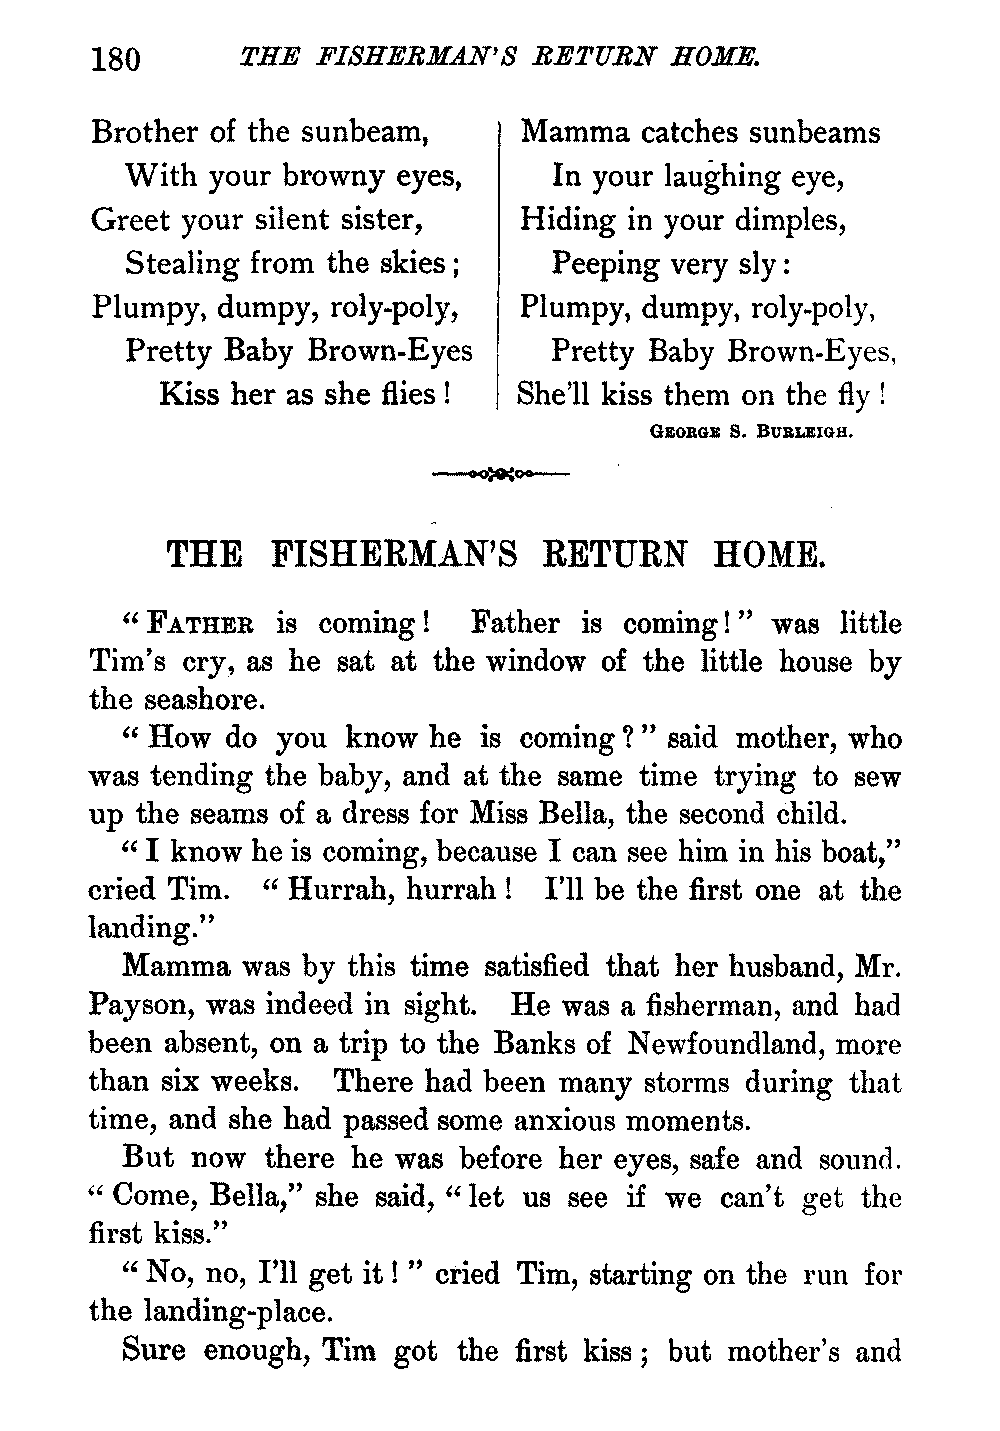 180 THE FISHERMAN'S RETURN HOME.
Brother of the sunbeam,
With your browny eyes,
Greet your silent sister,
Stealing from the skies;
Plumpy, dumpy, roly-poly,
Pretty Baby Brown-Eyes
Kiss her as she flies!
Mamma catches sunbeams
In your laughing eye,
Hiding in your dimples,
Peeping very sly:
Plumpy, dumpy, roly-poly,
Pretty Baby Brown-Eyes,
She'll kiss them on the fly!
GEORGE S. BURLEIGH.
THE FISHERMAN'S RETURN HOME.
"FATHER is coming! Father is coming!" was little
Tim's cry, as he sat at the window of the little house by
the seashore.
"How do you know he is coming?" said mother, who
was tending the baby, and at the same time trying to sew
up the seams of a dress for Miss Bella, the second child.
"I know he is coming, because I can see him in his boat,"
cried Tim. "Hurrah, hurrah! I'll be the first one at the
landing."
Mamma was by this time satisfied that her husband, Mr.
Payson, was indeed in sight. He was a fisherman, and had
been absent, on a trip to the Banks of Newfoundland, more
than six weeks. There had been many storms during that
time, and she had passed some anxious moments.
But now there he was before her eyes, safe and sound.
"Come, Bella," she said, "let us see if we can't get the
first kiss."
"No, no, I'll get it!" cried Tim, starting on the run for
the landing-place.
Sure enough, Tim got the first kiss; but mother's and